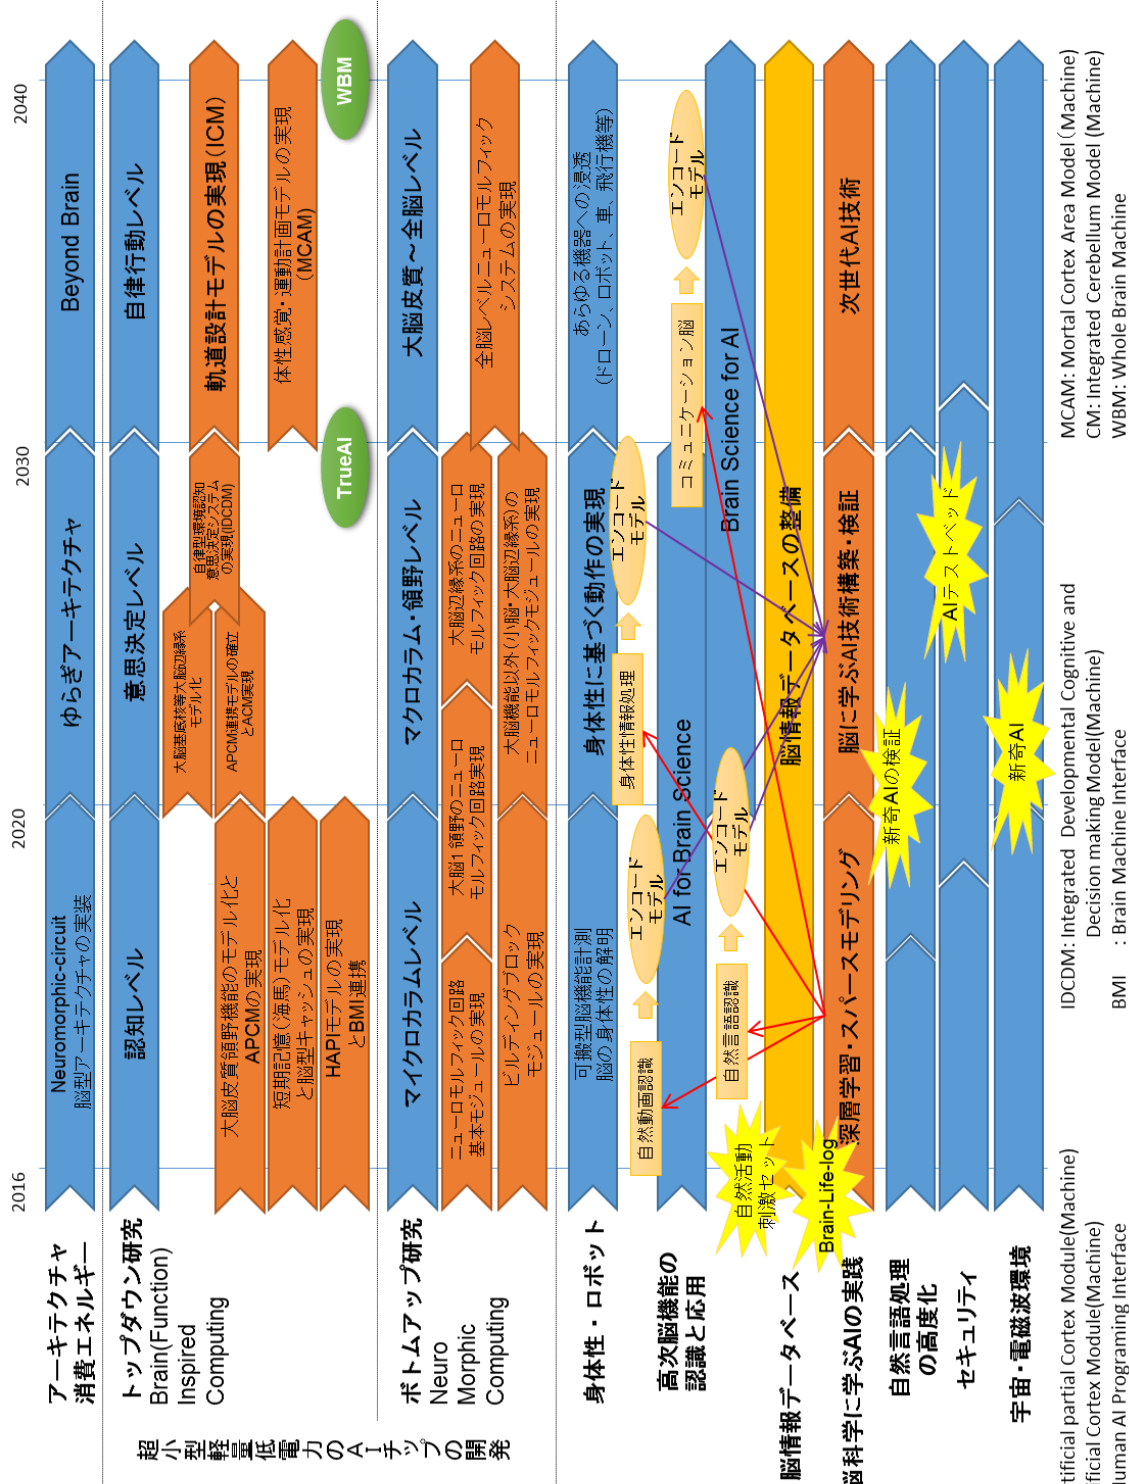 2016
2020
2030
2040
アーキテクチャ
消費エネルギー
Neuromorphic-circuit
脳型アーキテクチャの実装
ゆらぎアーキテクチャ
Beyond Brain
超小型軽量低電力のAIチップの開発
トップダウン研究
Brain(Function)
Inspired
Computing
認知レベル
意思決定レベル
自律行動レベル
大脳基底核等大脳辺縁系
モデル化
自律型環境認知
意思決定システム
の実現(IDCDM)
軌道設計モデルの実現(ICM)
大脳皮質領野機能のモデル化と
APCMの実現
APCM連携モデルの確立
とACM実現
短期記憶(海馬)モデル化
と脳型キャッシュの実現
体性感覚・運動計画モデルの実現
(MCAM)
HAPIモデルの実現
とBMI連携
TrueAI
WBM
ボトムアップ研究
Neuro
Morphic
Computing
マイクロカラムレベル
マクロカラム・領野レベル
大脳皮質~全脳レベル
ニューロモルフィック回路
基本モジュールの実現
大脳1領野のニューロ
モルフィック回路実現
大脳辺縁系のニューロ
モルフィック回路の実現
全脳レベルニューロモルフィック
システムの実現
ビルディングブロック
モジュールの実現
大脳機能以外(小脳・大脳辺縁系)の
ニューロモルフィックモジュールの実現
身体性・ロボット
可搬型脳機能計測
脳の身体性の解明
身体性に基づく動作の実現
あらゆる機器への浸透
(ドローン、ロボット、車、飛行機等)
高次脳機能の
認識と応用
自然動画認識
エンコード
モデル
身体性情報処理
エンコード
モデル
AI for Brain Science
コミュニケーション脳
エンコード
モデル
自然言語認識
エンコード
モデル
Brain Science for AI
自然活動
刺激セット
脳情報データベース
脳情報データベースの整備
Brain-Life-log
脳科学に学ぶAIの実践
深層学習・スパースモデリング
脳に学ぶAI技術構築・検証
次世代AI技術
自然言語処理
の高度化
新奇AIの検証
セキュリティ
AIテストベッド
宇宙・電磁波環境
新奇AI
tificial partial Cortex Module(Machine)
ificial Cortex Module(Machine)
uman AI Programing Interface
IDCDM: Integrated Developmental Cognitive and
Decision making Model(Machine)
BMI : Brain Machine Interface
MCAM: Mortal Cortex Area Model(Machine)
CM: Integrated Cerebellum Model (Machine)
WBM: Whole Brain Machine